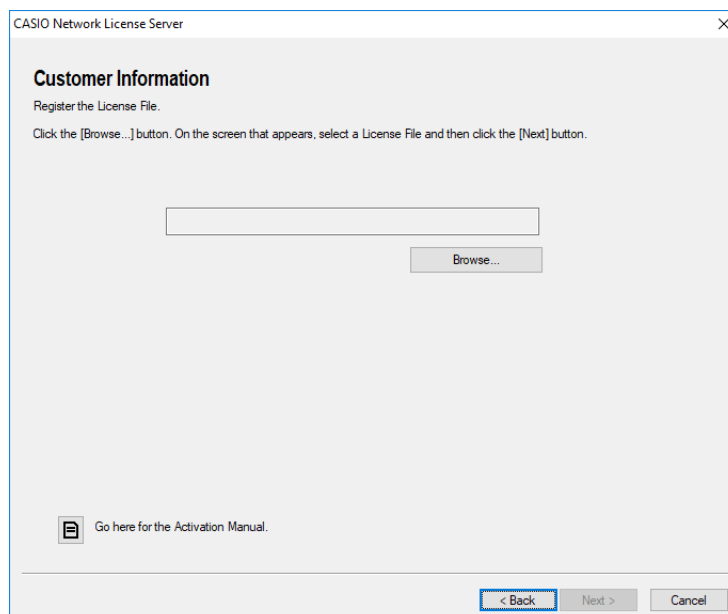 CASIO Network License Server
Customer Information
Register the License File.
Click the [Browse...] button. On the screen that appears, select a License File and then click the [Next] button.
Browse...
Go here for the Activation Manual.
< Back Next > Cancel